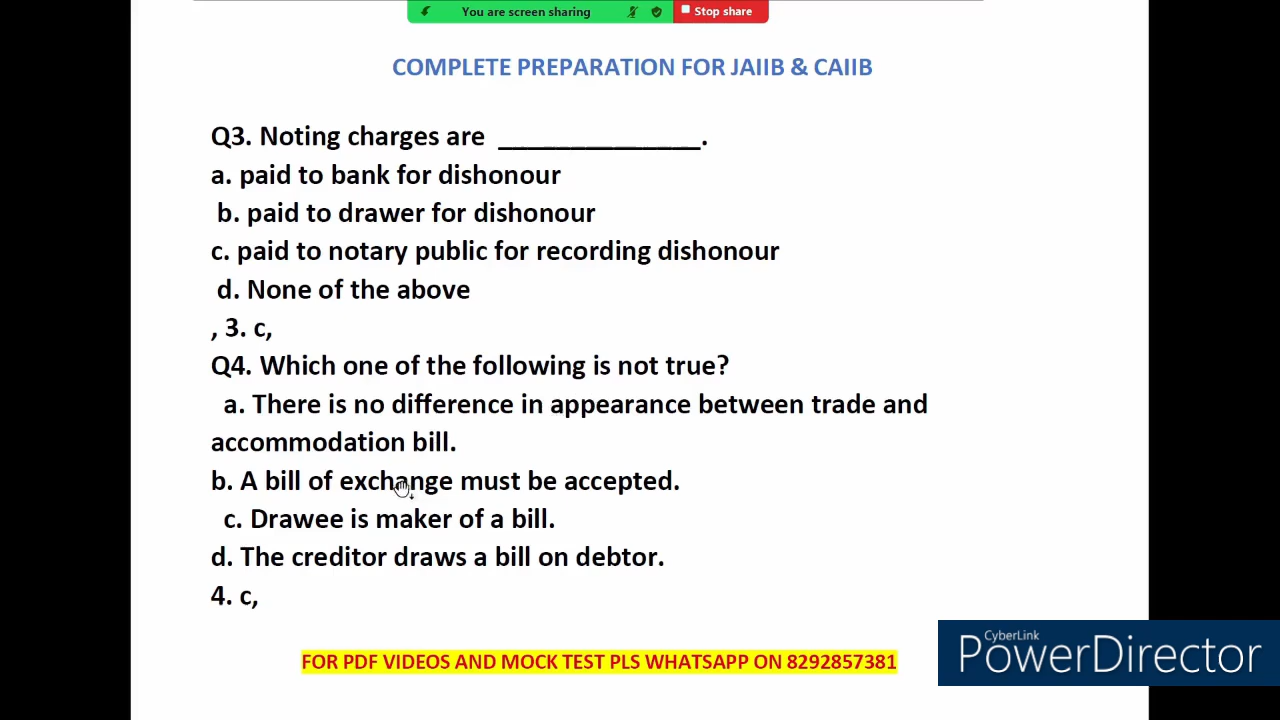 You are screen sharing Stop share
COMPLETE PREPARATION FOR JAIIB & CAIIB
Q3. Noting charges are ______________.
a. paid to bank for dishonour
b. paid to drawer for dishonour
c. paid to notary public for recording dishonour
d. None of the above
, 3. c,
Q4. Which one of the following is not true?
a. There is no difference in appearance between trade and
accommodation bill.
b. A bill of exchange must be accepted.
c. Drawee is maker of a bill.
d. The creditor draws a bill on debtor.
4. c,
FOR PDF VIDEOS AND MOCK TEST PLS WHATSAPP ON 8292857381
CyberLink
PowerDirector